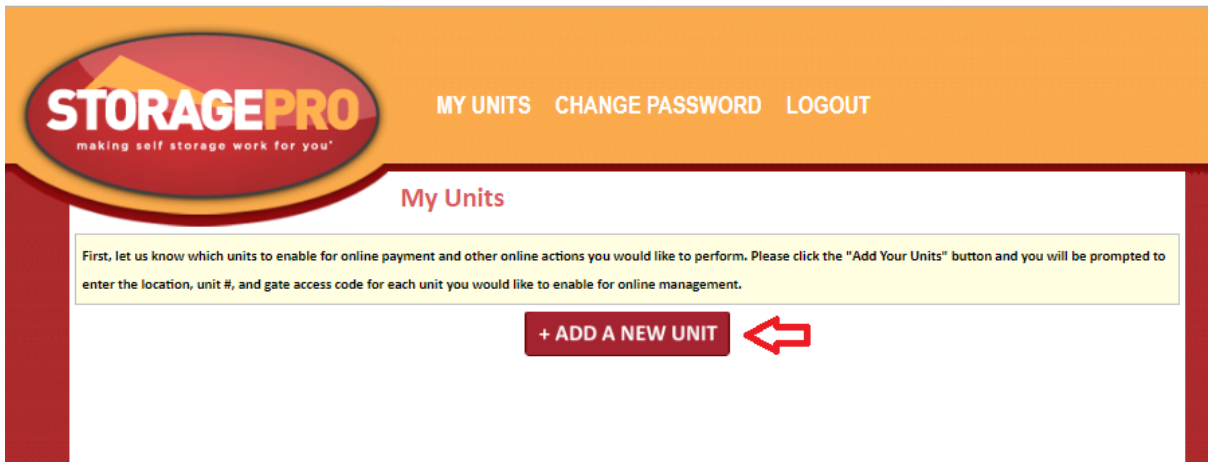 STORAGEPRO
making self storage work for you*
MY UNITS CHANGE PASSWORD LOGOUT
My Units
First, let us know which units to enable for online payment and other online actions you would like to perform. Please click the "Add Your Units" button and you will be prompted to
enter the location, unit #, and gate access code for each unit you would like to enable for online management.
+ ADD A NEW UNIT